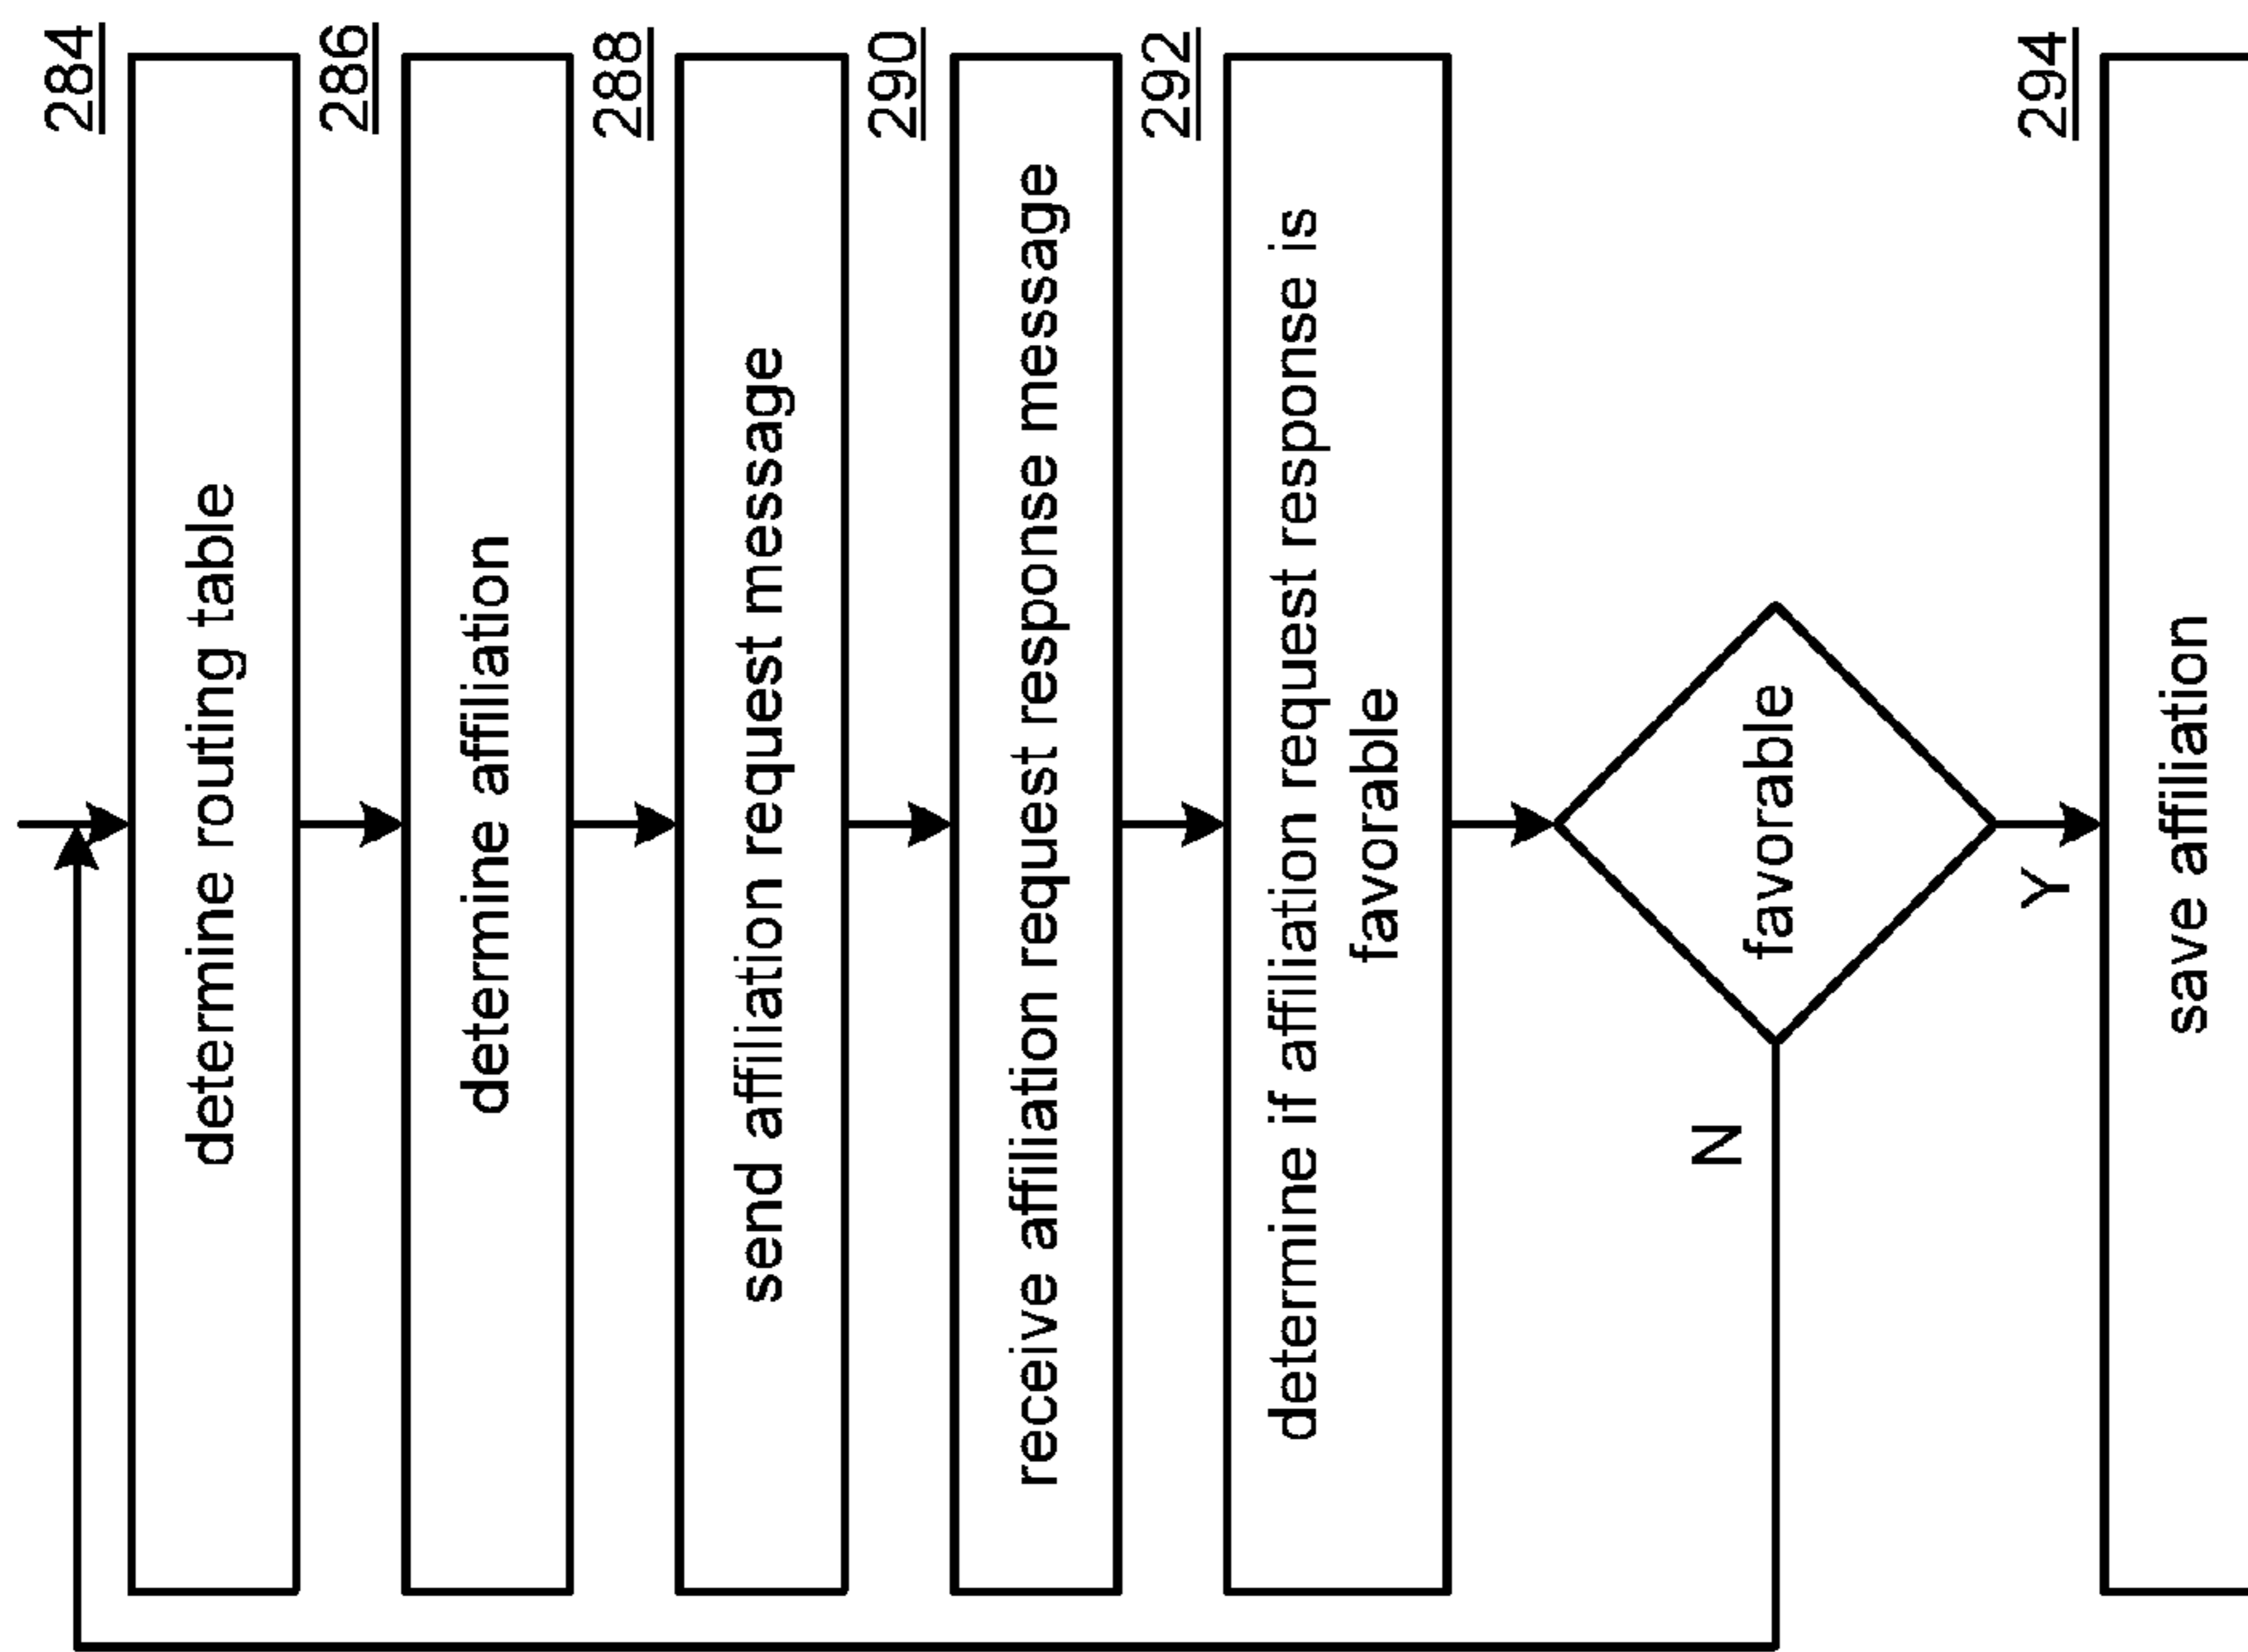 284
determine routing table
286
determine affiliation
288
send affiliation request message
290
receive affiliation request response message
292
determine if affiliation request response is
favorable
favorable
N
Y
294
save affiliation